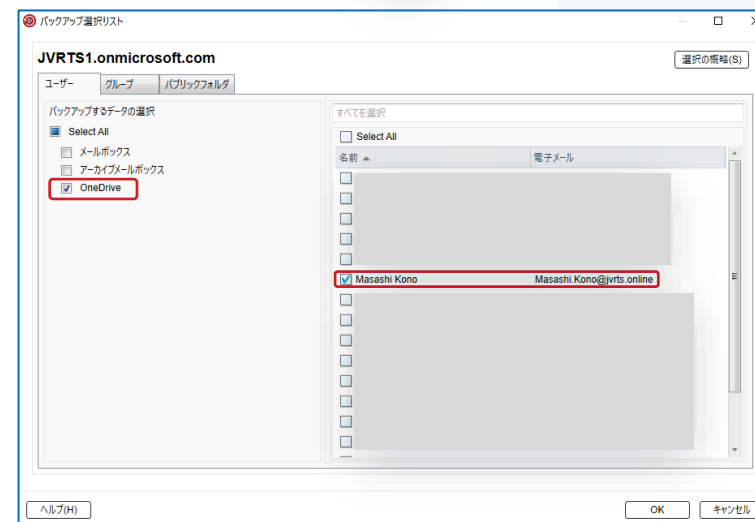 バックアップ選択リスト
JVRTS1.onmicrosoft.com
選択の概略(S)
ユーザー
グループ
パブリックフォルダ
バックアップするデータの選択
Select All
メールボックス
アーカイブメールボックス
OneDrive
すべてを選択
Select All
名前
電子メール
Masashi Kono
Masashi.Kono@jvrts.online
ヘルプ(H)
OK
キャンセル